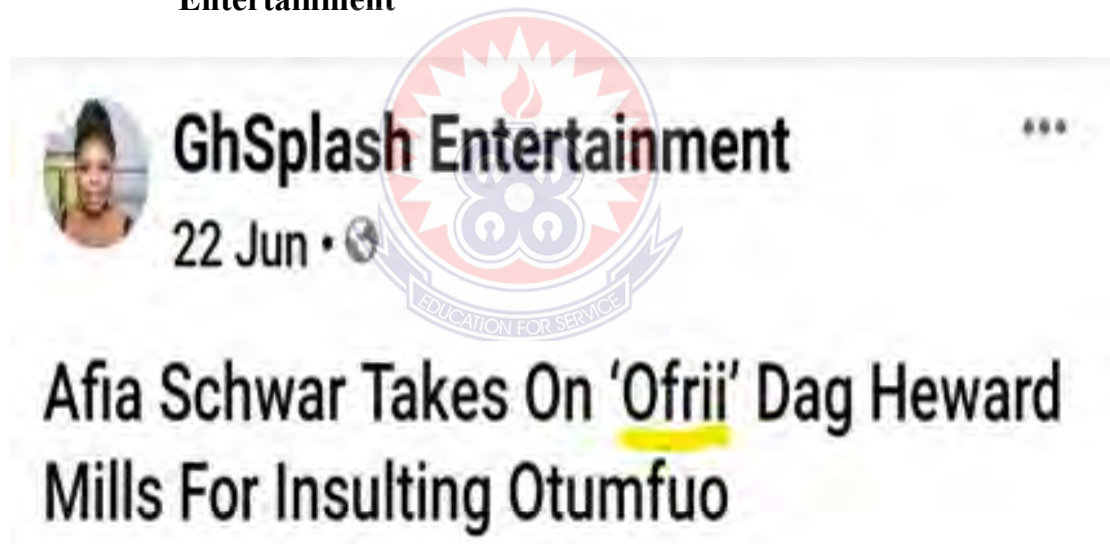 Entertainment
GhSplash Entertainment
22 Jun •
EDUCATION FOR SERVICE
Afia Schwar Takes On ‘Ofrii’ Dag Heward
Mills For Insulting Otumfuo